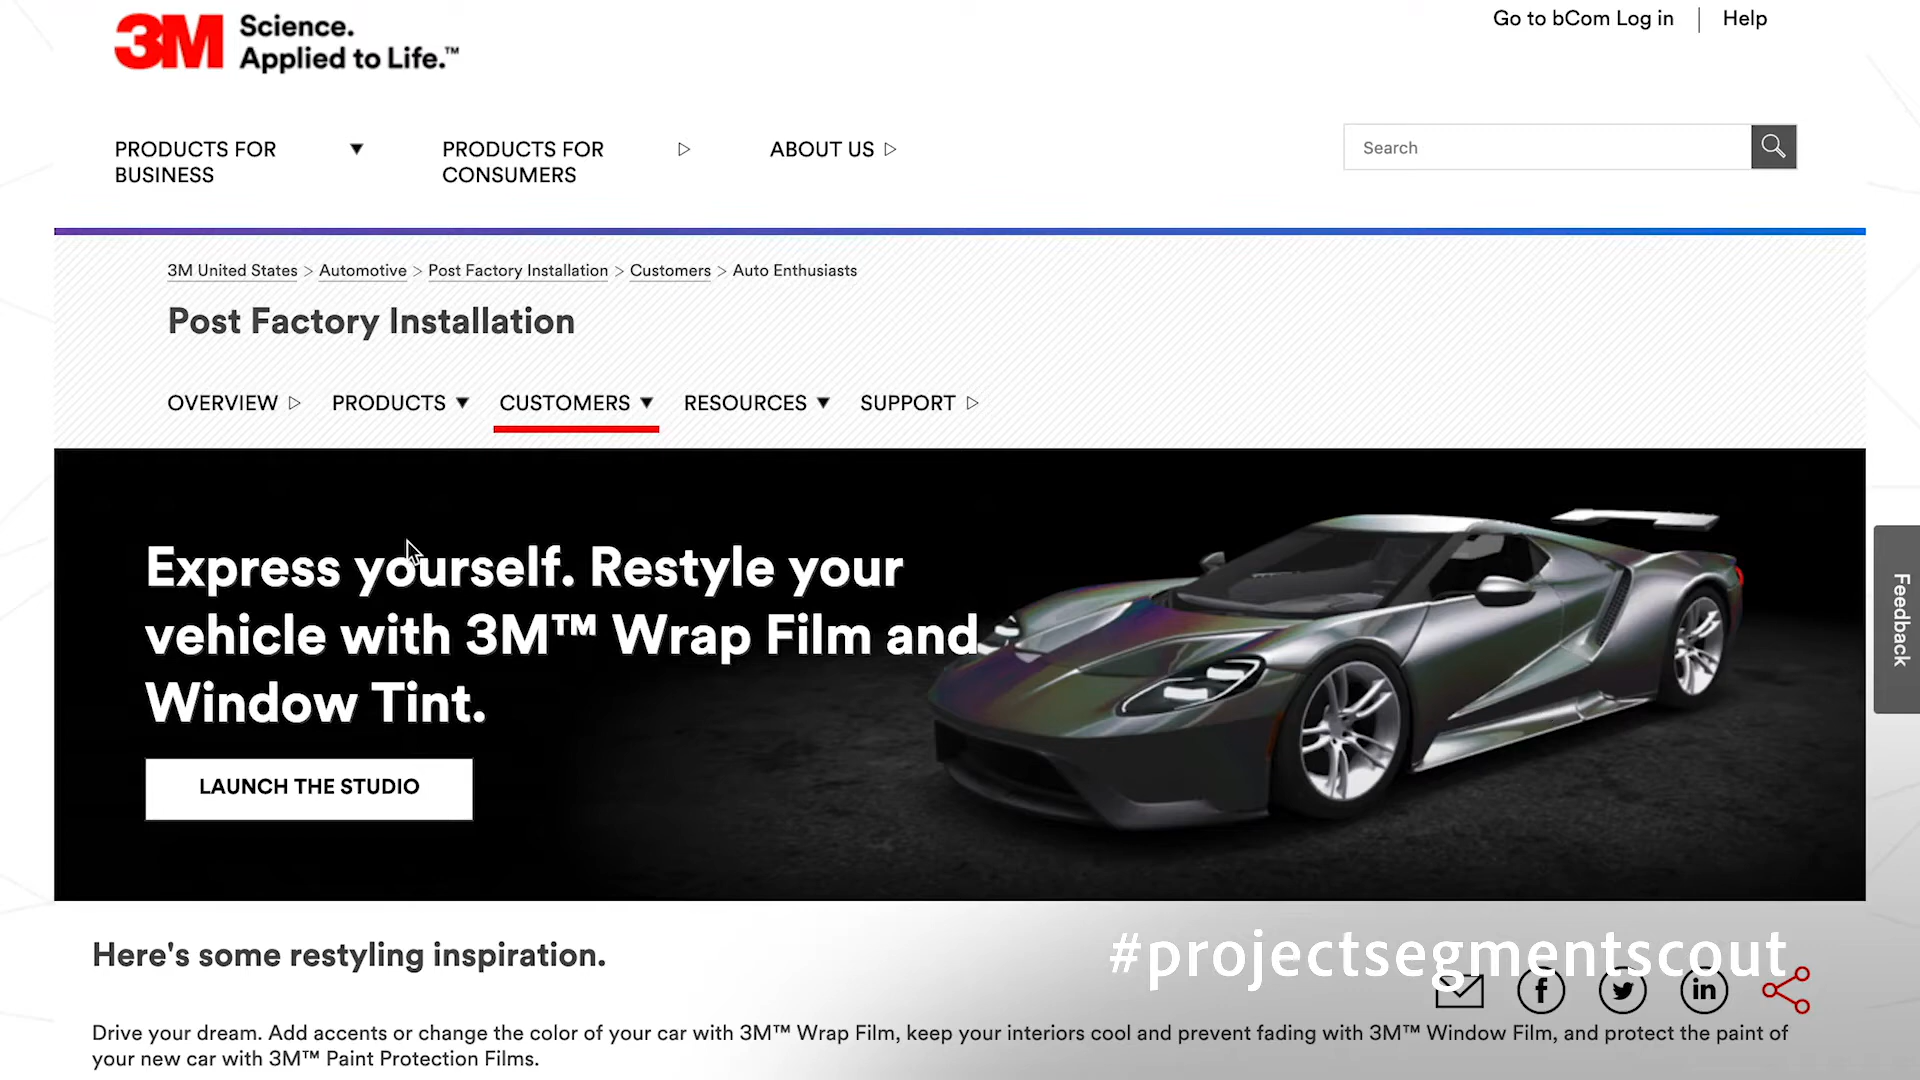 3M Science.
Applied to Life.™
Go to bCom Log in | Help
PRODUCTS FOR
BUSINESS
PRODUCTS FOR
CONSUMERS
ABOUT US
Search
3M United States > Automotive > Post Factory Installation > Customers > Auto Enthusiasts
Post Factory Installation
OVERVIEW PRODUCTS CUSTOMERS RESOURCES SUPPORT
Express yourself. Restyle your
vehicle with 3M™ Wrap Film and
Window Tint.
LAUNCH THE STUDIO
Feedback
Here's some restyling inspiration.
#projectsegmentscout
Drive your dream. Add accents or change the color of your car with 3M™ Wrap Film, keep your interiors cool and prevent fading with 3M™ Window Film, and protect the paint of
your new car with 3M™ Paint Protection Films.